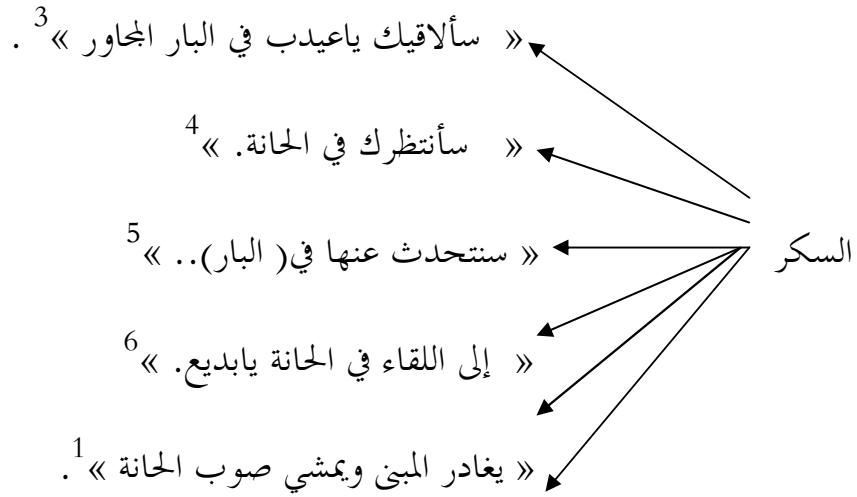 « سألاقيك ياعيدب في البار المحاور »3 .
« سأنتظرك في الحانة. »4
السكر
« سنتحدث عنها في( البار).. »5
« إلى اللقاء في الحانة يابديع. »6
« يغادر المبنى ويمشي صوب الحانة »1.